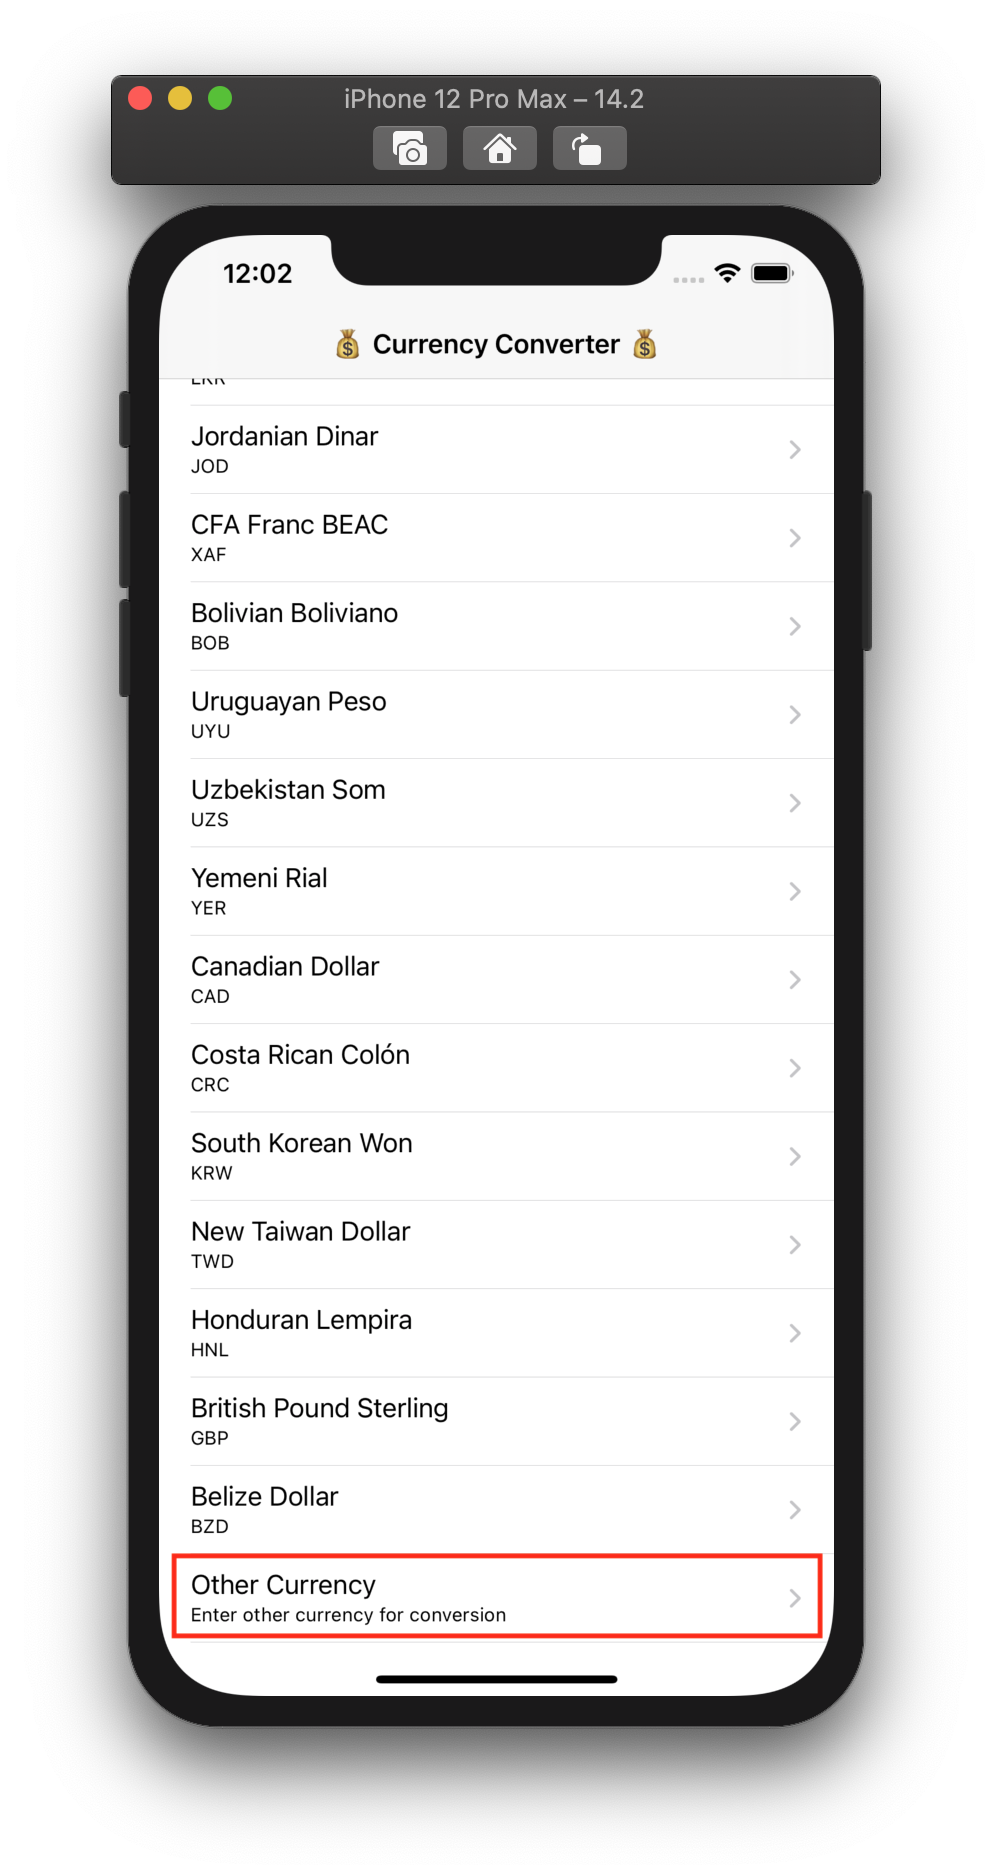 iPhone 12 Pro Max – 14.2
12:02
💰 Currency Converter 💰
Jordanian Dinar
JOD
CFA Franc BEAC
XAF
Bolivian Boliviano
BOB
Uruguayan Peso
UYU
Uzbekistan Som
UZS
Yemeni Rial
YER
Canadian Dollar
CAD
Costa Rican Colón
CRC
South Korean Won
KRW
New Taiwan Dollar
TWD
Honduran Lempira
HNL
British Pound Sterling
GBP
Belize Dollar
BZD
Other Currency
Enter other currency for conversion